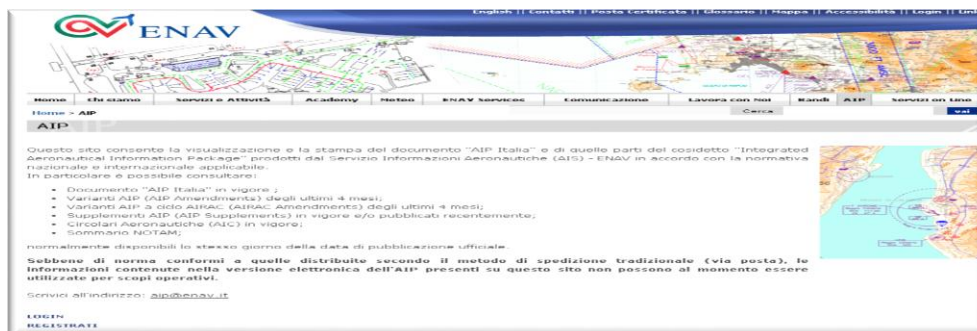 English || Contatti || Posta Certificata || Glossario || Mappa || Accessibilità || Login || Link
ENAV
Home Chi siamo Servizi e Attività Academy Meteo ENAV Services Comunicazione Lavora con Noi Bandi AIP Servizi on Line
Home > AIP Cerca vai
AIP
Questo sito consente la visualizzazione e la stampa del documento "AIP Italia" e di quelle parti del cosidetto "Integrated
Aeronautical Information Package" prodotti dal Servizio Informazioni Aeronautiche (AIS) - ENAV in accordo con la normativa
nazionale e internazionale applicabile.
In particolare è possibile consultare:
• Documento "AIP Italia" in vigore ;
• Varianti AIP (AIP Amendments) degli ultimi 4 mesi;
• Varianti AIP a ciclo AIRAC (AIRAC Amendments) degli ultimi 4 mesi;
• Supplementi AIP (AIP Supplements) in vigore e/o pubblicati recentemente;
• Circolari Aeronautiche (AIC) in vigore;
• Sommario NOTAM;
normalmente disponibili lo stesso giorno della data di pubblicazione ufficiale.
Sebbene di norma conformi a quelle distribuite secondo il metodo di spedizione tradizionale (via posta), le
informazioni contenute nella versione elettronica dell'AIP presenti su questo sito non possono al momento essere
utilizzate per scopi operativi.
Scrivici all'indirizzo: aip@enav.it
LOGIN
REGISTRATI